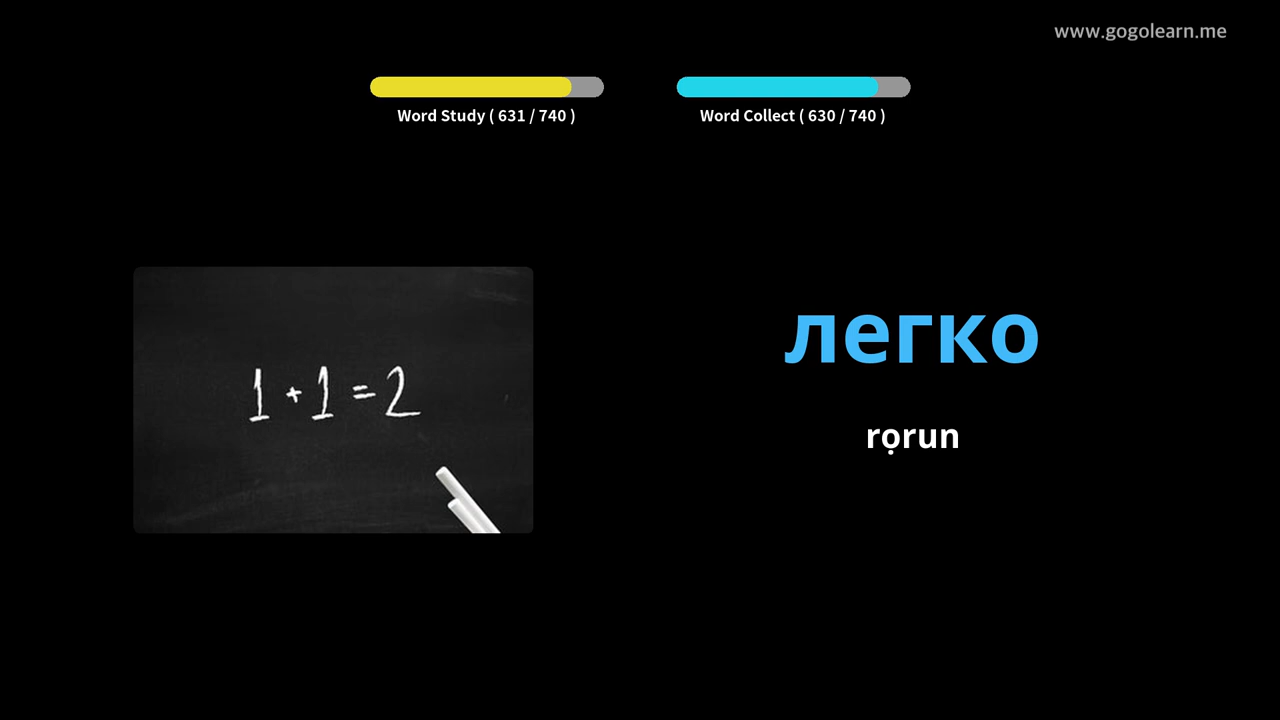 www.gogolearn.me
Word Study ( 631 / 740 )
Word Collect ( 630 / 740 )
1 + 1 = 2
легко
rọrun